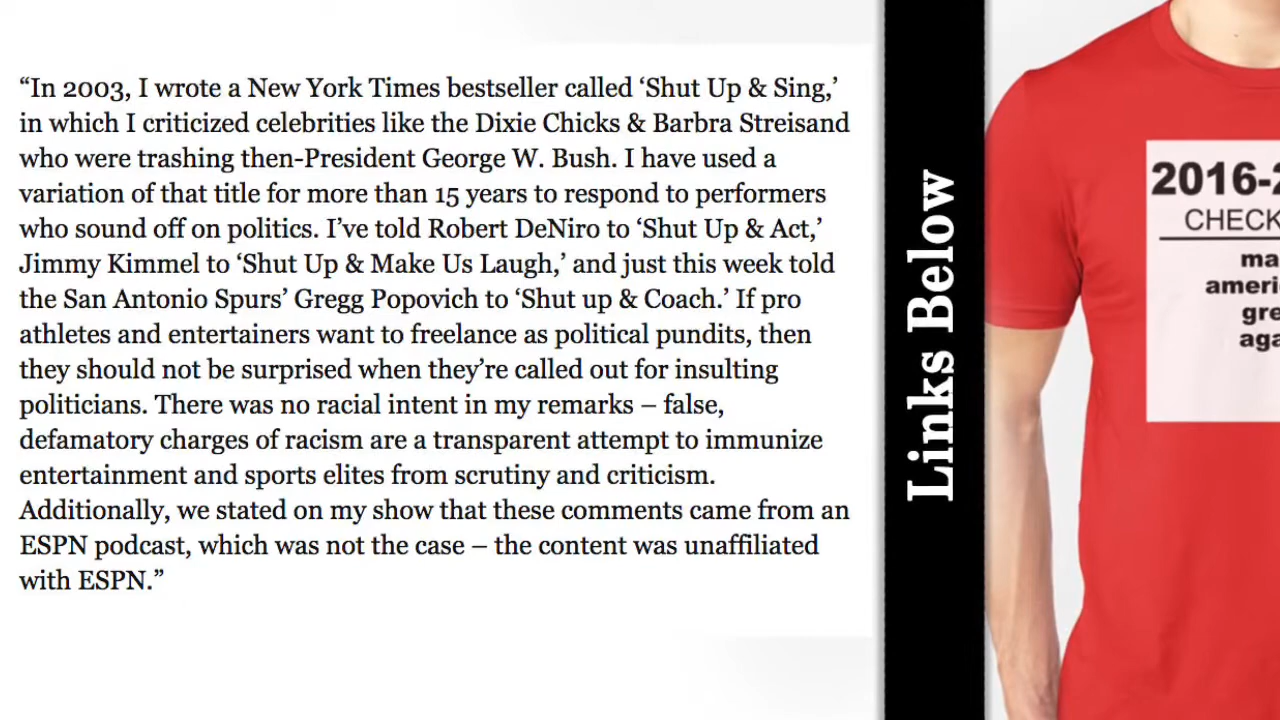 “In 2003, I wrote a New York Times bestseller called ‘Shut Up & Sing,’
in which I criticized celebrities like the Dixie Chicks & Barbra Streisand
who were trashing then-President George W. Bush. I have used a
variation of that title for more than 15 years to respond to performers
who sound off on politics. I’ve told Robert DeNiro to ‘Shut Up & Act,’
Jimmy Kimmel to ‘Shut Up & Make Us Laugh,’ and just this week told
the San Antonio Spurs’ Gregg Popovich to ‘Shut up & Coach.’ If pro
athletes and entertainers want to freelance as political pundits, then
they should not be surprised when they’re called out for insulting
politicians. There was no racial intent in my remarks – false,
defamatory charges of racism are a transparent attempt to immunize
entertainment and sports elites from scrutiny and criticism.
Additionally, we stated on my show that these comments came from an
ESPN podcast, which was not the case – the content was unaffiliated
with ESPN.”
Links Below
2016-2
CHECK
ma
ameri
gre
aga